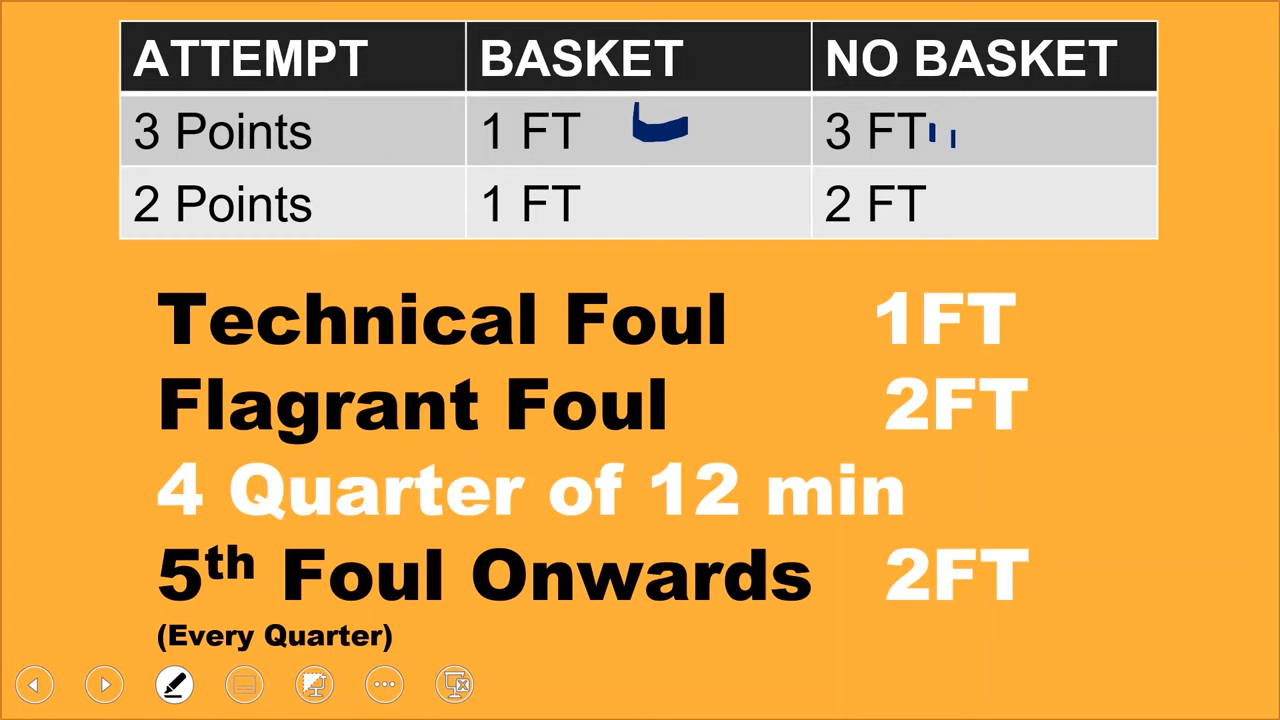 ATTEMPT BASKET NO BASKET
3 Points 1 FT 3 FT
2 Points 1 FT 2 FT
Technical Foul 1FT
Flagrant Foul 2FT
4 Quarter of 12 min
5th Foul Onwards 2FT
(Every Quarter)